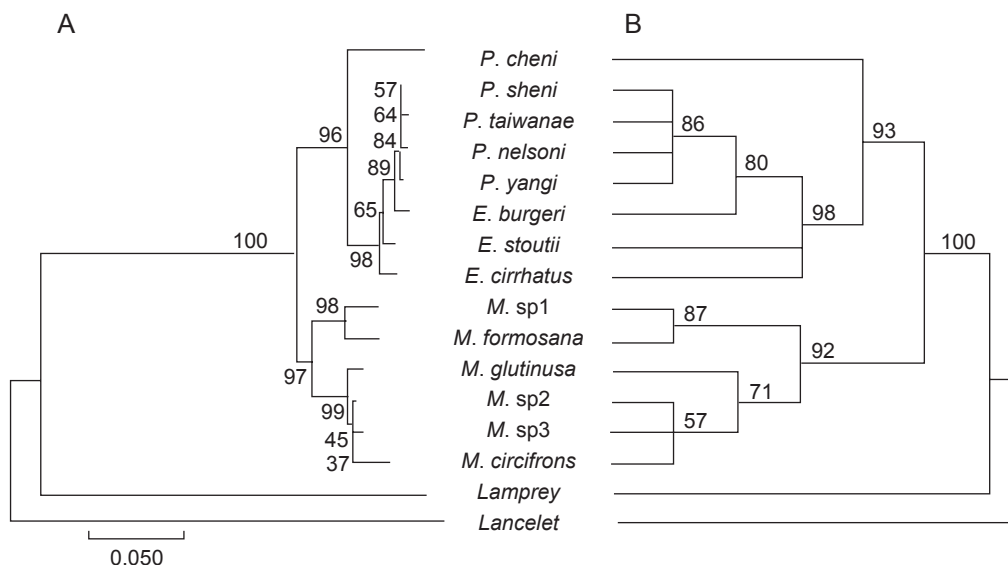 A
B
P. cheni
P. sheni
P. taiwanae
P. nelsoni
P. yangi
E. burgeri
E. stoutii
E. cirrhatus
M. sp1
M. formosana
M. glutinusa
M. sp2
M. sp3
M. circifrons
Lamprey
Lancelet
57
64
84
96
89
65
98
100
98
97
99
45
37
0.050
86
80
93
98
100
87
92
71
57